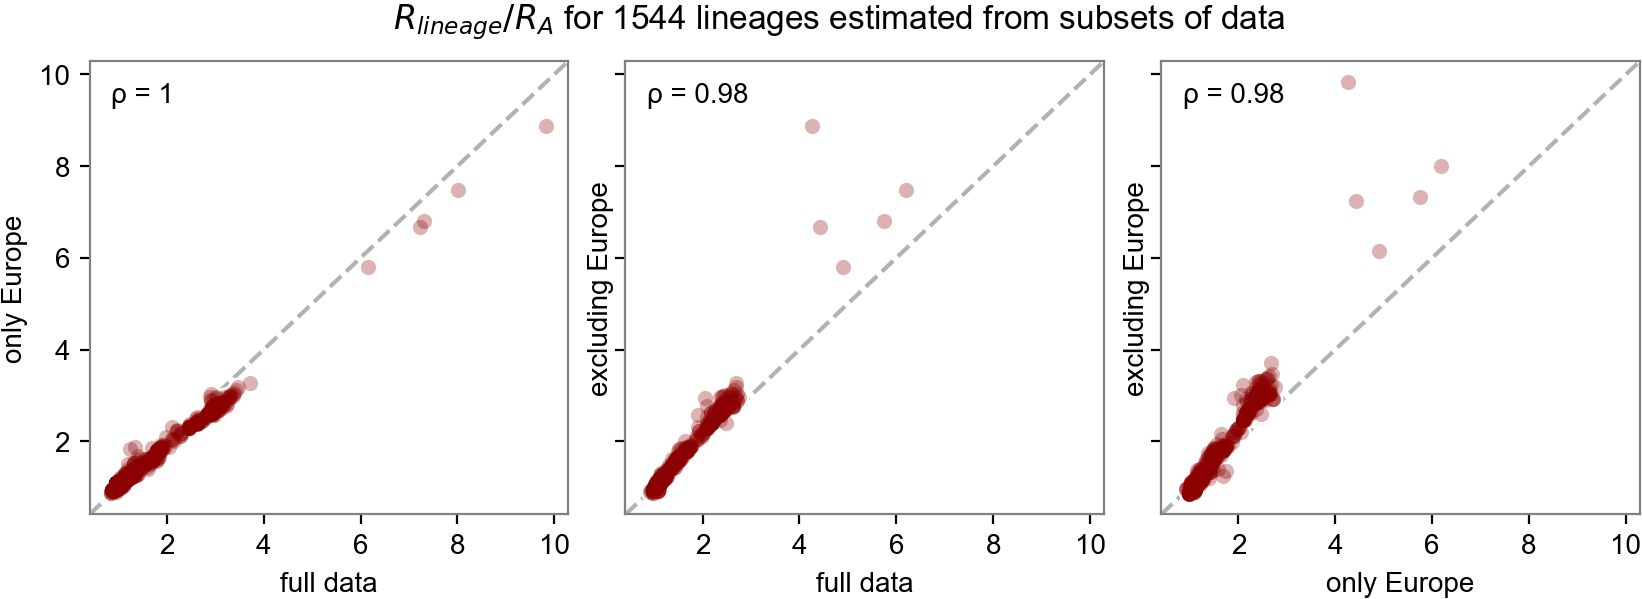 R_lineage/R_A for 1544 lineages estimated from subsets of data
ρ = 1
ρ = 0.98
ρ = 0.98
10
8
6
4
2
only Europe
excluding Europe
excluding Europe
2 4 6 8 10
2 4 6 8 10
2 4 6 8 10
full data
full data
only Europe